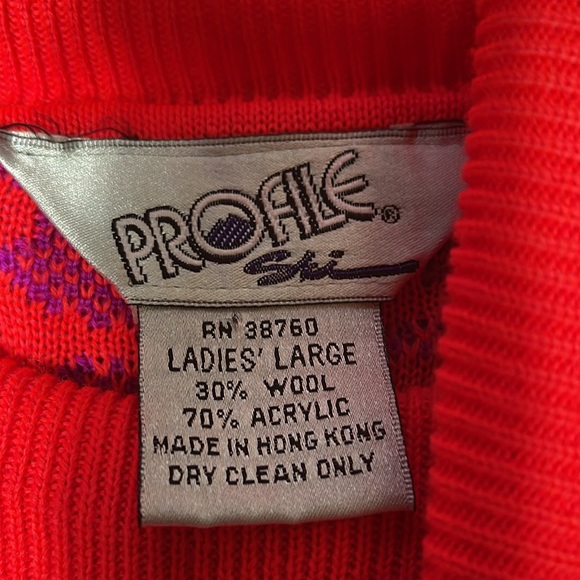 PROFILE®
Ski
RN 38760
LADIES' LARGE
30% WOOL
70% ACRYLIC
MADE IN HONG KONG
DRY CLEAN ONLY